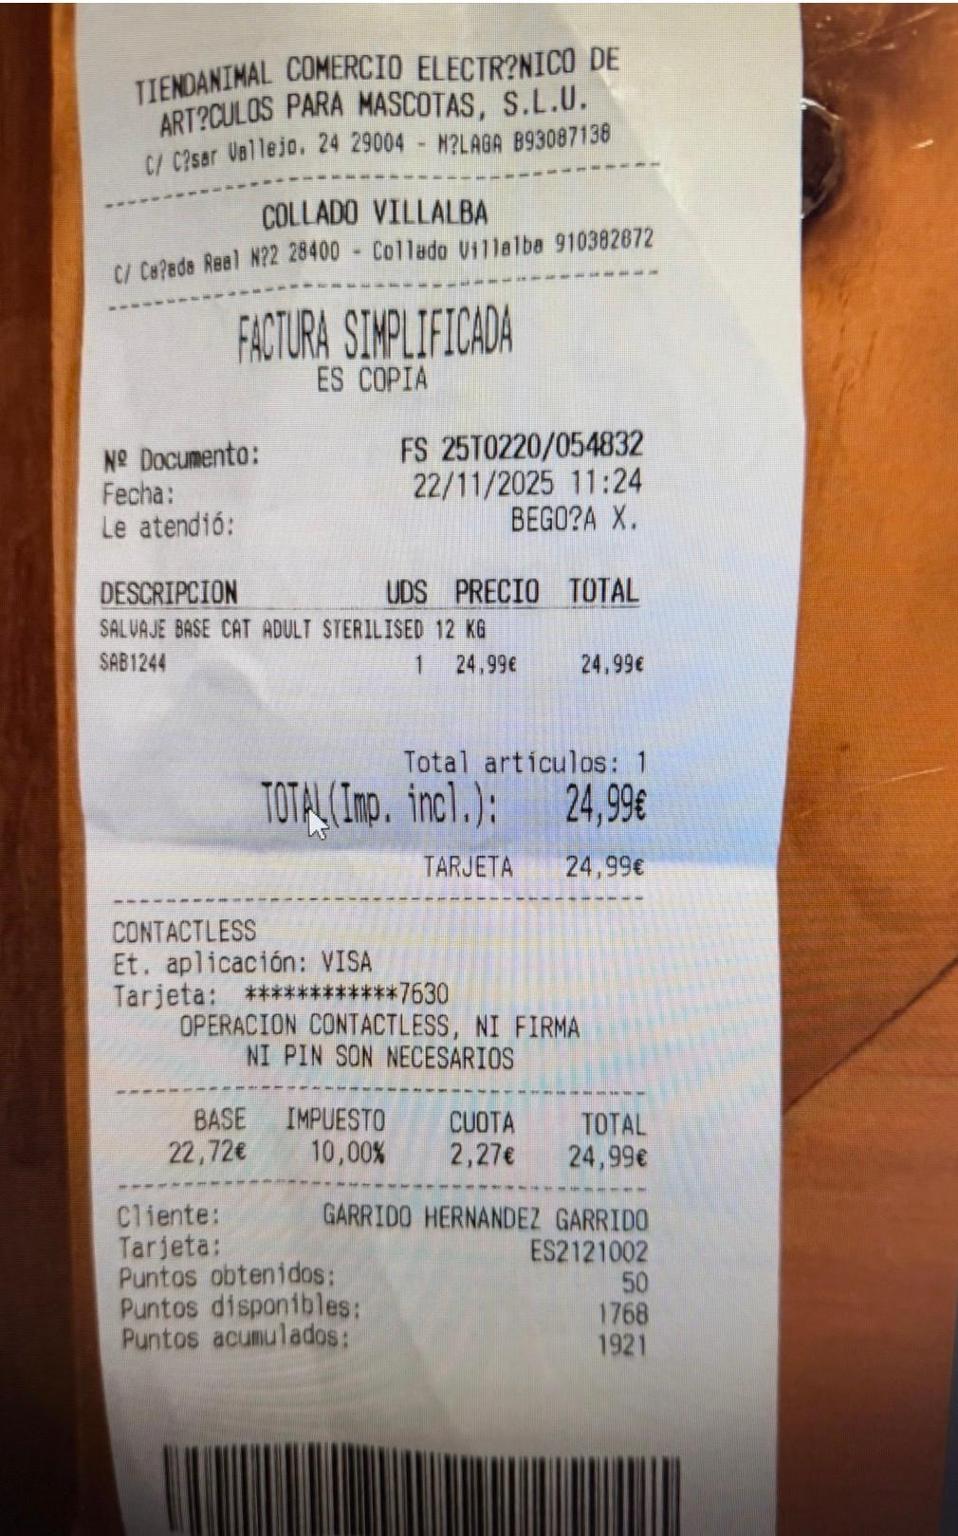 TIENDANIMAL COMERCIO ELECTR?NICO DE
ART?CULOS PARA MASCOTAS, S.L.U.
C/ C?sar Vallejo, 24 29004 - M?LAGA B93087138
COLLADO VILLALBA
C/ Ca?ada Real N?2 28400 - Collado Villalba 910382672
FACTURA SIMPLIFICADA
ES COPIA
Nº Documento: FS 25T0220/054832
Fecha: 22/11/2025 11:24
Le atendió: BEGO?A X.
DESCRIPCION UDS PRECIO TOTAL
SALVAJE BASE CAT ADULT STERILISED 12 KG
SAB1244 1 24,99€ 24,99€
Total artículos: 1
TOTAL(Imp. incl.): 24,99€
TARJETA 24,99€
CONTACTLESS
Et. aplicación: VISA
Tarjeta: ************7630
OPERACION CONTACTLESS, NI FIRMA
NI PIN SON NECESARIOS
BASE IMPUESTO CUOTA TOTAL
22,72€ 10,00% 2,27€ 24,99€
Cliente: GARRIDO HERNANDEZ GARRIDO
Tarjeta: ES2121002
Puntos obtenidos: 50
Puntos disponibles: 1768
Puntos acumulados: 1921